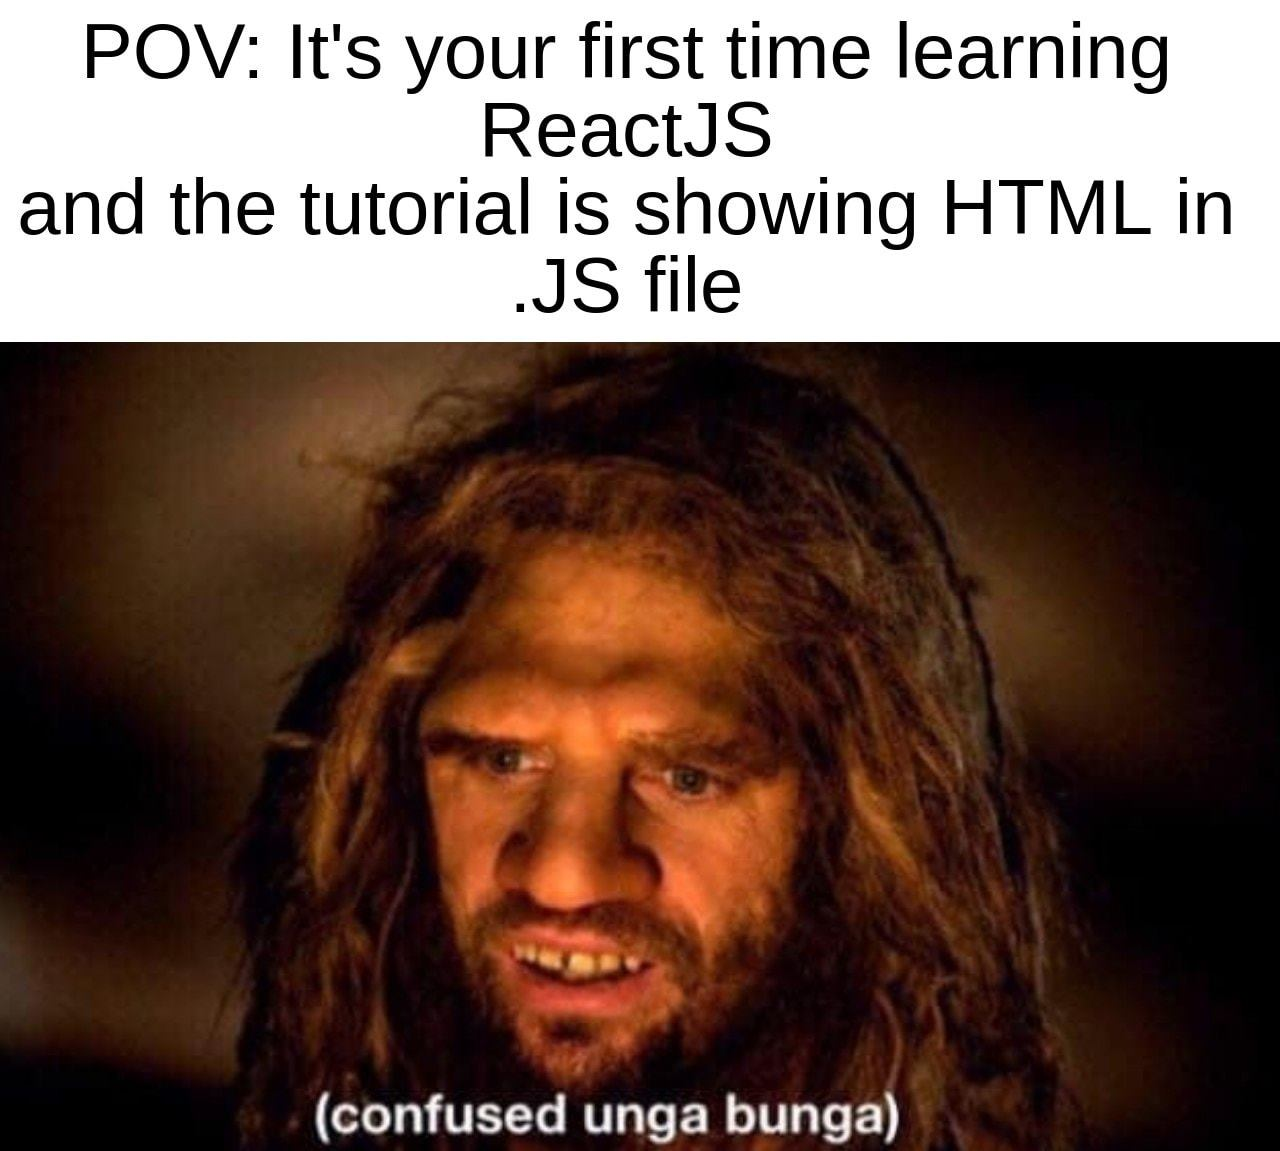 POV: It's your first time learning
ReactJS
and the tutorial is showing HTML in
.JS file
(confused unga bunga)